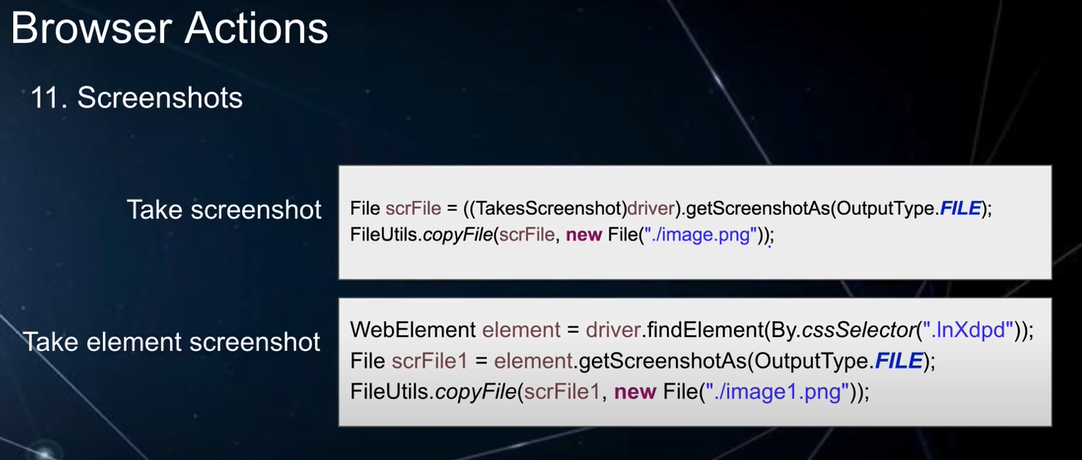 Browser Actions
11. Screenshots
Take screenshot
File scrFile = ((TakesScreenshot)driver).getScreenshotAs(OutputType.FILE);
FileUtils.copyFile(scrFile, new File("./image.png"));
Take element screenshot
WebElement element = driver.findElement(By.cssSelector(".lnXdpd"));
File scrFile1 = element.getScreenshotAs(OutputType.FILE);
FileUtils.copyFile(scrFile1, new File("./image1.png"));